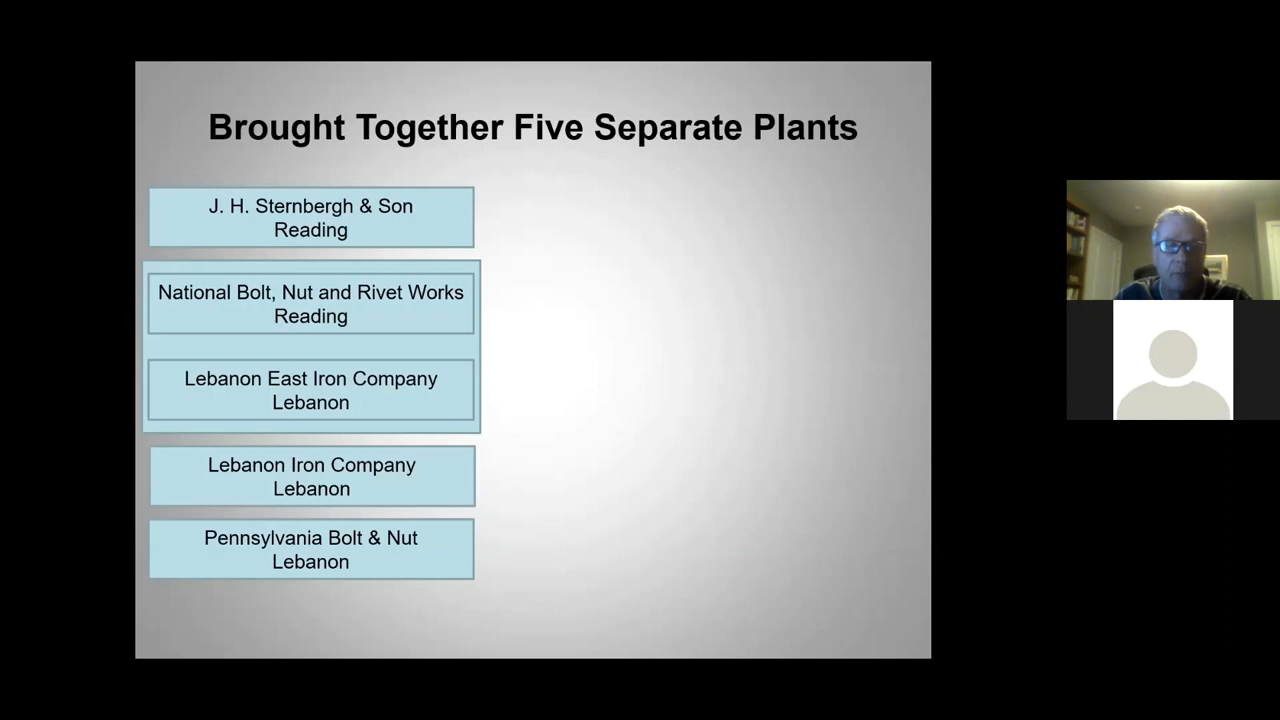 Brought Together Five Separate Plants
J. H. Sternbergh & Son
Reading
National Bolt, Nut and Rivet Works
Reading
Lebanon East Iron Company
Lebanon
Lebanon Iron Company
Lebanon
Pennsylvania Bolt & Nut
Lebanon